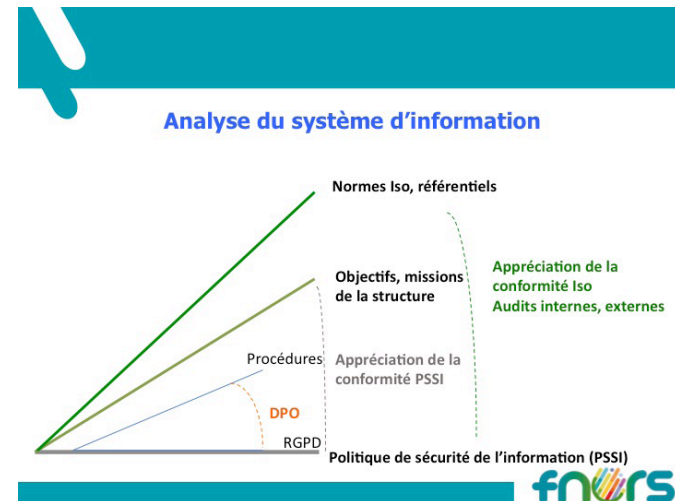 Analyse du système d’information
Normes Iso, référentiels
Objectifs, missions
de la structure
Appréciation de la
conformité Iso
Audits internes, externes
Procédures
Appréciation de la
conformité PSSI
DPO
RGPD
Politique de sécurité de l’information (PSSI)
fnors